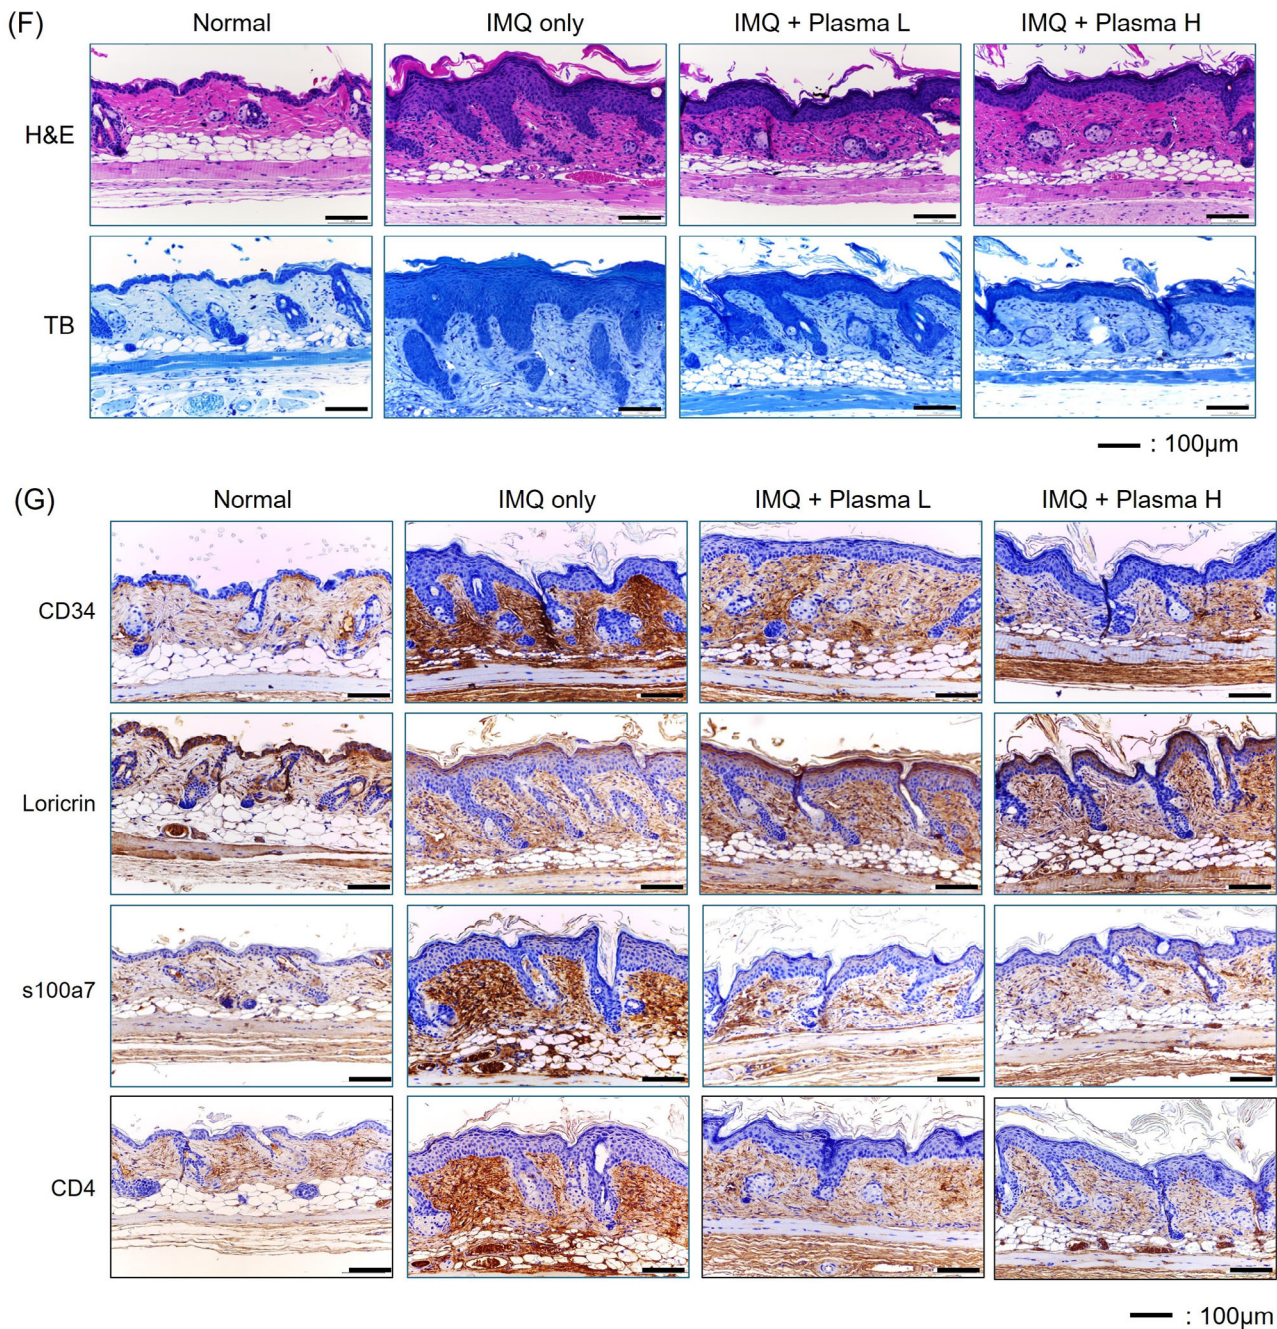 (F)
Normal IMQ only IMQ + Plasma L IMQ + Plasma H
H&E
TB
: 100µm
(G)
Normal IMQ only IMQ + Plasma L IMQ + Plasma H
CD34
Loricrin
s100a7
CD4
: 100µm